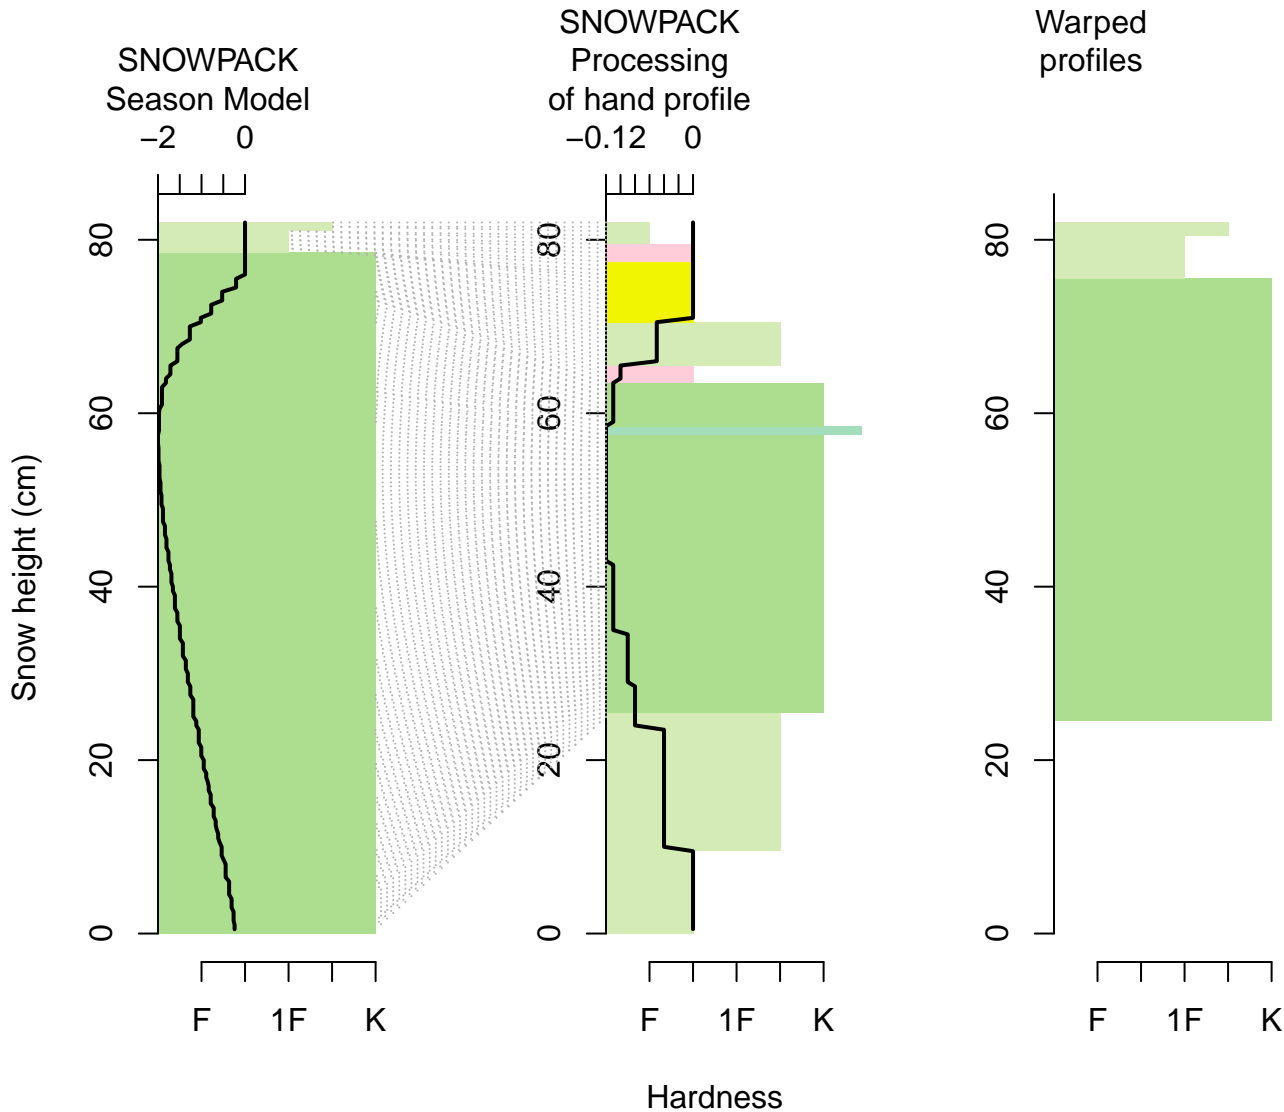 SNOWPACK
Season Model
−2 0
SNOWPACK
Processing
of hand profile
−0.12 0
Warped
profiles
Snow height (cm)
80
60
40
20
0
80
60
40
20
0
80
60
40
20
0
F 1F K
F 1F K
F 1F K
Hardness